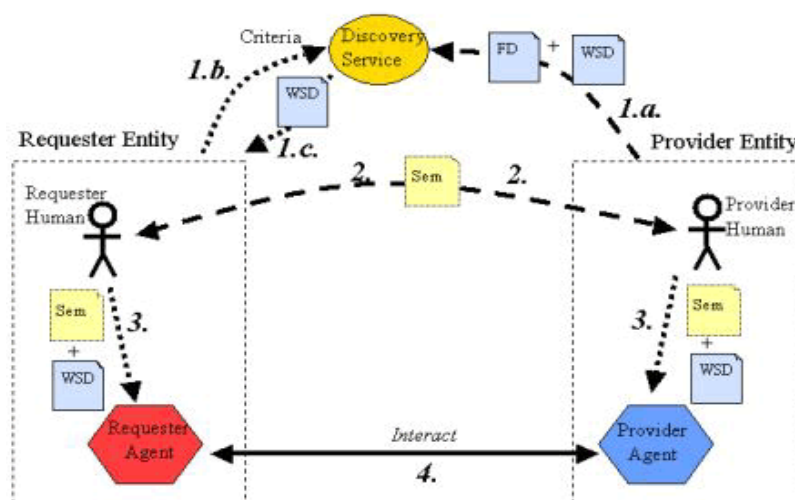 Criteria
Discovery
Service
FD
+
WSD
1.b.
WSD
1.a.
1.c.
Requester Entity
Provider Entity
Requester
Human
2.
Sem
2.
Provider
Human
Sem
3.
+
WSD
3.
Sem
+
WSD
Requester
Agent
Interact
4.
Provider
Agent